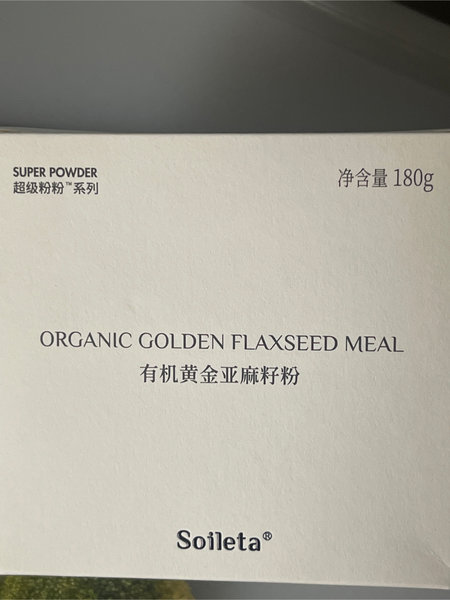 SUPER POWDER
超级粉粉™系列
净含量 180g
ORGANIC GOLDEN FLAXSEED MEAL
有机黄金亚麻籽粉
Soileta®